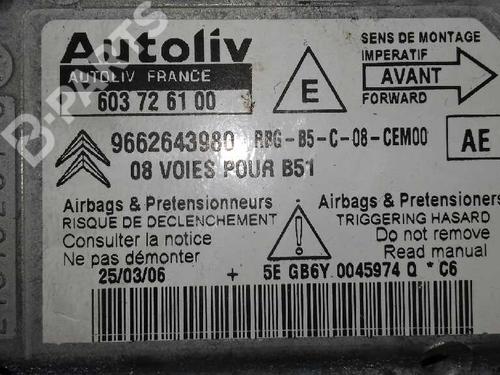 Autoliv
AUTOLIV FRANCE
603 72 61 00
E
SENS DE MONTAGE
IMPERATIF
AVANT
FORWARD
9662643980 RBG-B5-C-08-CEM00
AE
08 VOIES POUR B51
Airbags & Pretensionneurs
RISQUE DE DECLENCHEMENT
Consulter la notice
Ne pas démonter
Airbags & Pretensioners
TRIGGERING HASARD
Do not remove
Read manual
25/03/06 + 5E GB6Y 0045974 Q * C6
B-PARTS